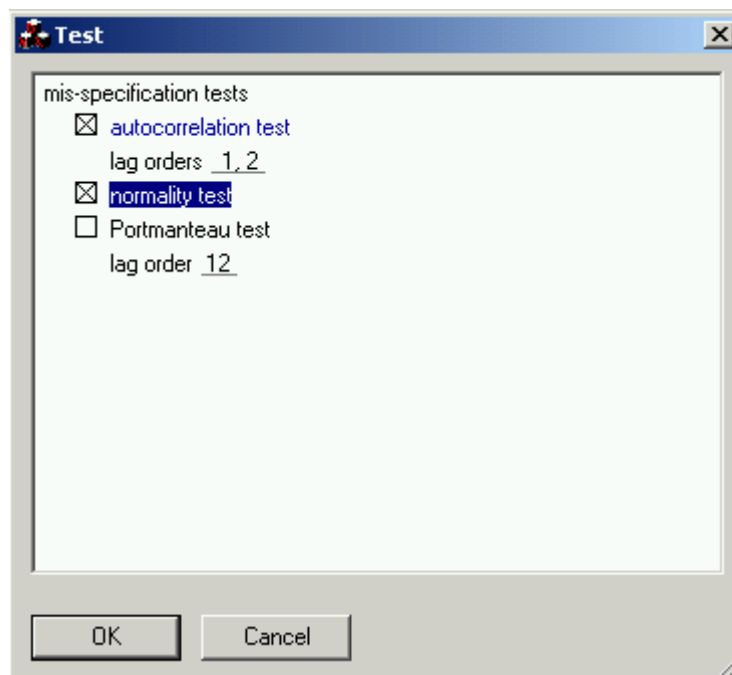 Test
mis-specification tests
autocorrelation test
lag orders 1, 2
normality test
Portmanteau test
lag order 12
OK Cancel